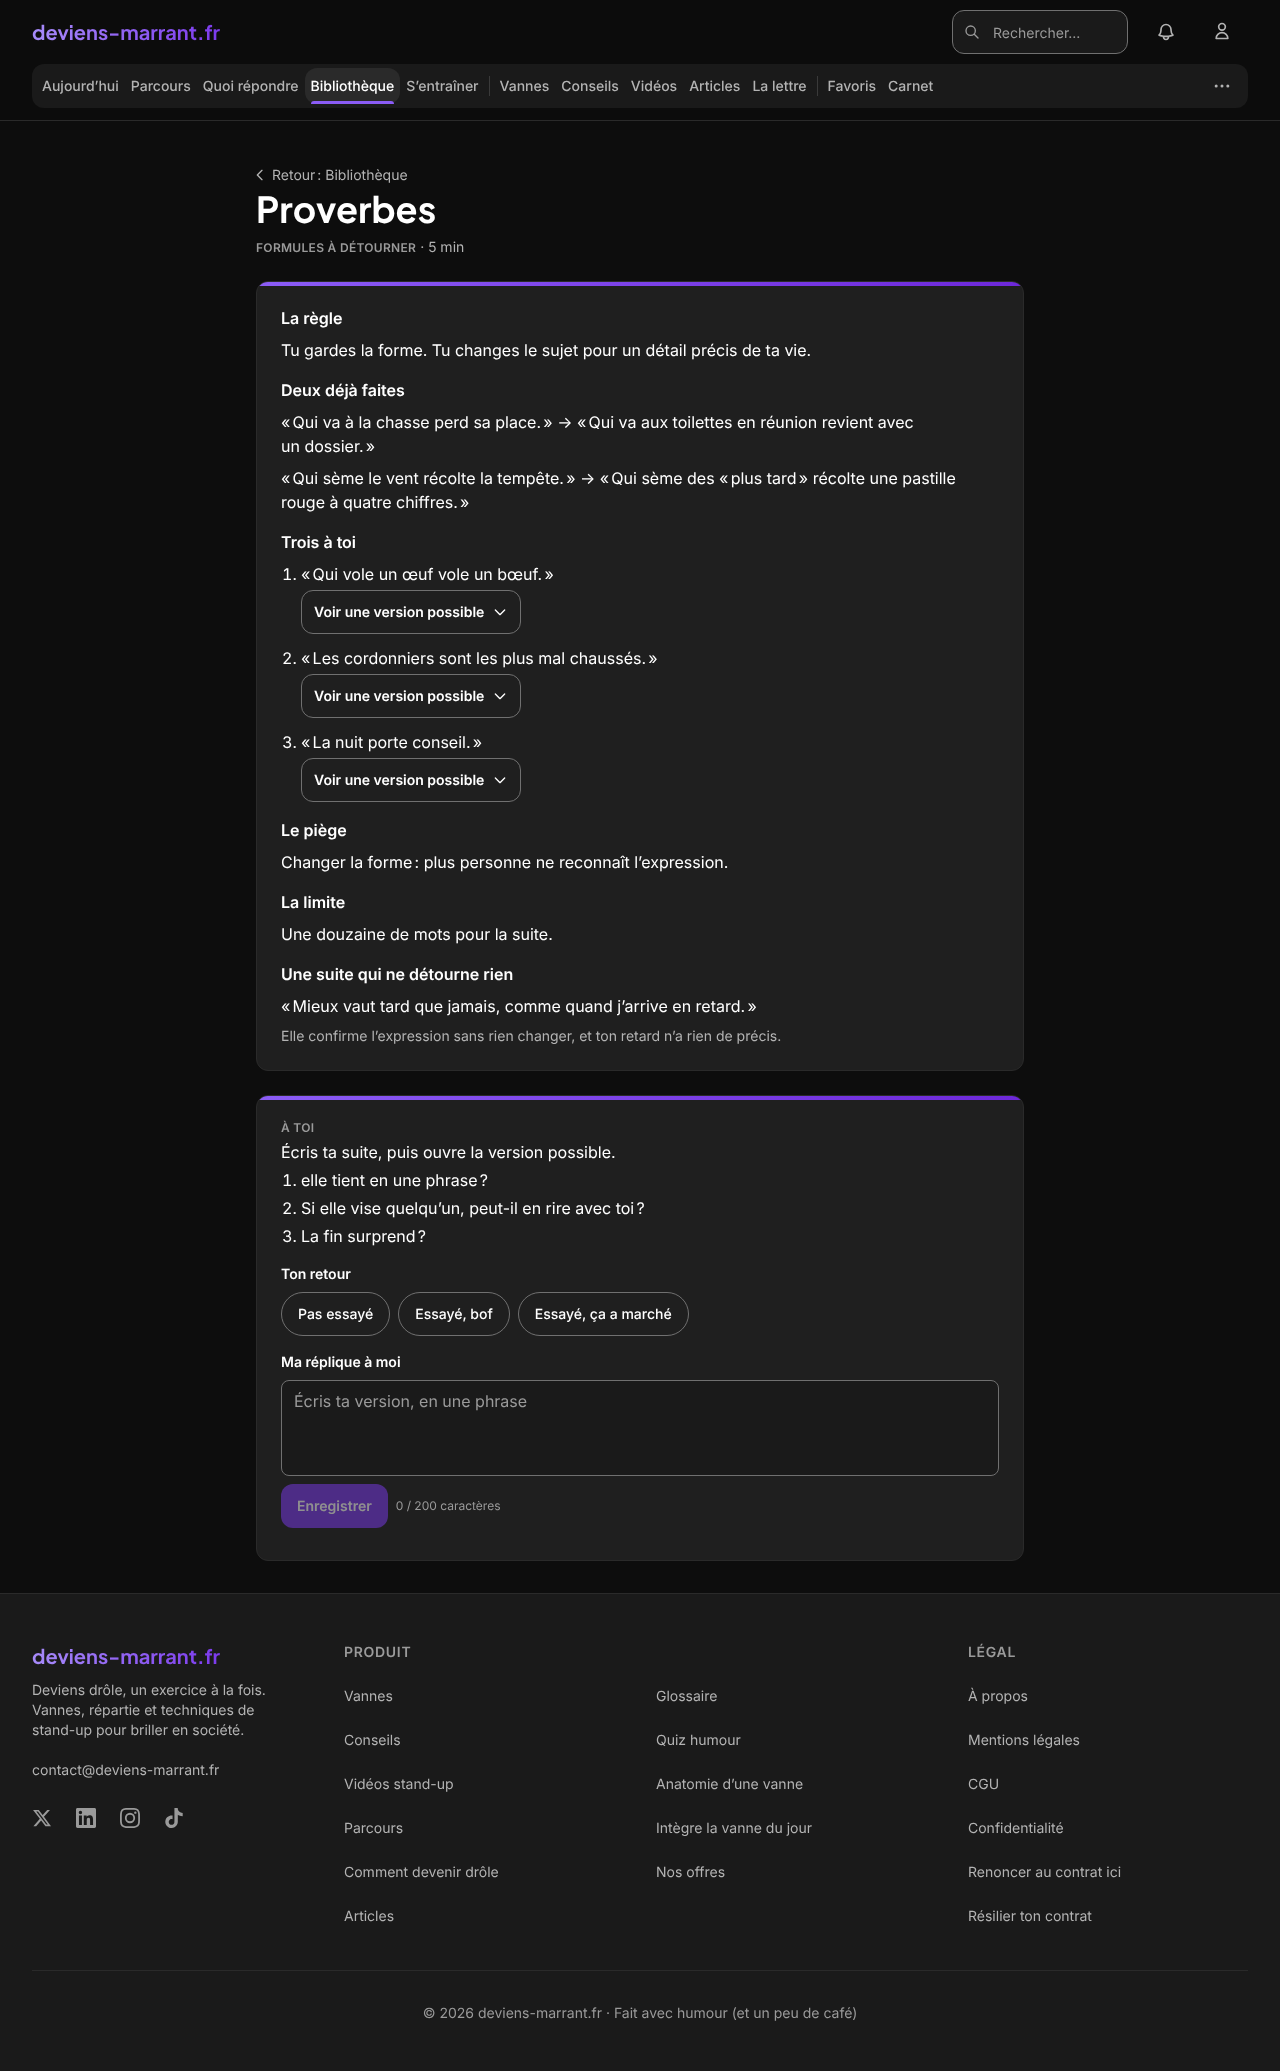 deviens-marrant.fr
Rechercher...
Aujourd’hui Parcours Quoi répondre Bibliothèque S’entraîner Vannes Conseils Vidéos Articles La lettre Favoris Carnet
Retour : Bibliothèque
Proverbes
FORMULES À DÉTOURNER · 5 min
La règle
Tu gardes la forme. Tu changes le sujet pour un détail précis de ta vie.
Deux déjà faites
« Qui va à la chasse perd sa place. » → « Qui va aux toilettes en réunion revient avec
un dossier. »
« Qui sème le vent récolte la tempête. » → « Qui sème des « plus tard » récolte une pastille
rouge à quatre chiffres. »
Trois à toi
1. « Qui vole un œuf vole un bœuf. »
Voir une version possible
2. « Les cordonniers sont les plus mal chaussés. »
Voir une version possible
3. « La nuit porte conseil. »
Voir une version possible
Le piège
Changer la forme : plus personne ne reconnaît l’expression.
La limite
Une douzaine de mots pour la suite.
Une suite qui ne détourne rien
« Mieux vaut tard que jamais, comme quand j’arrive en retard. »
Elle confirme l’expression sans rien changer, et ton retard n’a rien de précis.
À TOI
Écris ta suite, puis ouvre la version possible.
1. elle tient en une phrase ?
2. Si elle vise quelqu’un, peut-il en rire avec toi ?
3. La fin surprend ?
Ton retour
Pas essayé Essayé, bof Essayé, ça a marché
Ma réplique à moi
Écris ta version, en une phrase
Enregistrer 0 / 200 caractères
deviens-marrant.fr
Deviens drôle, un exercice à la fois.
Vannes, répartie et techniques de
stand-up pour briller en société.
contact@deviens-marrant.fr
PRODUIT
Vannes
Conseils
Vidéos stand-up
Parcours
Comment devenir drôle
Articles
Glossaire
Quiz humour
Anatomie d’une vanne
Intègre la vanne du jour
Nos offres
LÉGAL
À propos
Mentions légales
CGU
Confidentialité
Renoncer au contrat ici
Résilier ton contrat
© 2026 deviens-marrant.fr · Fait avec humour (et un peu de café)